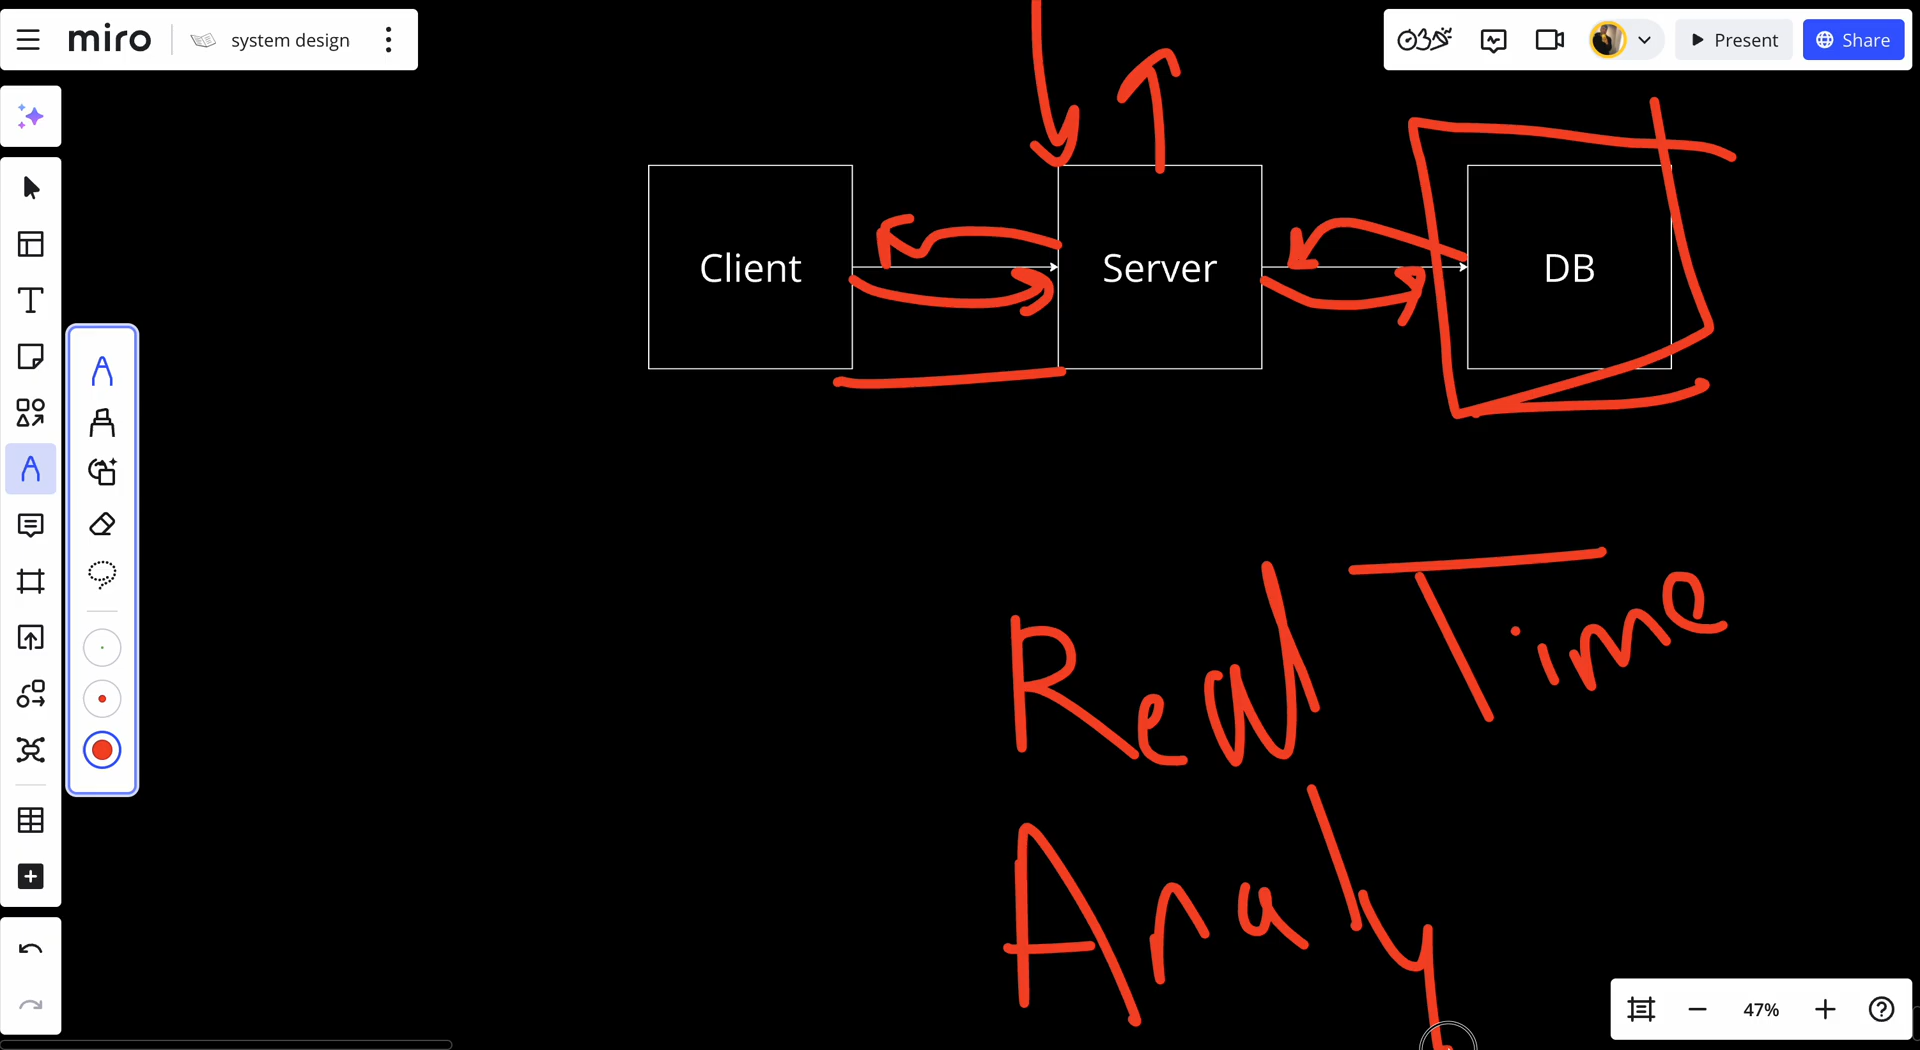 miro system design
Present
Share
Client
Server
DB
Real Time
Analy
47%